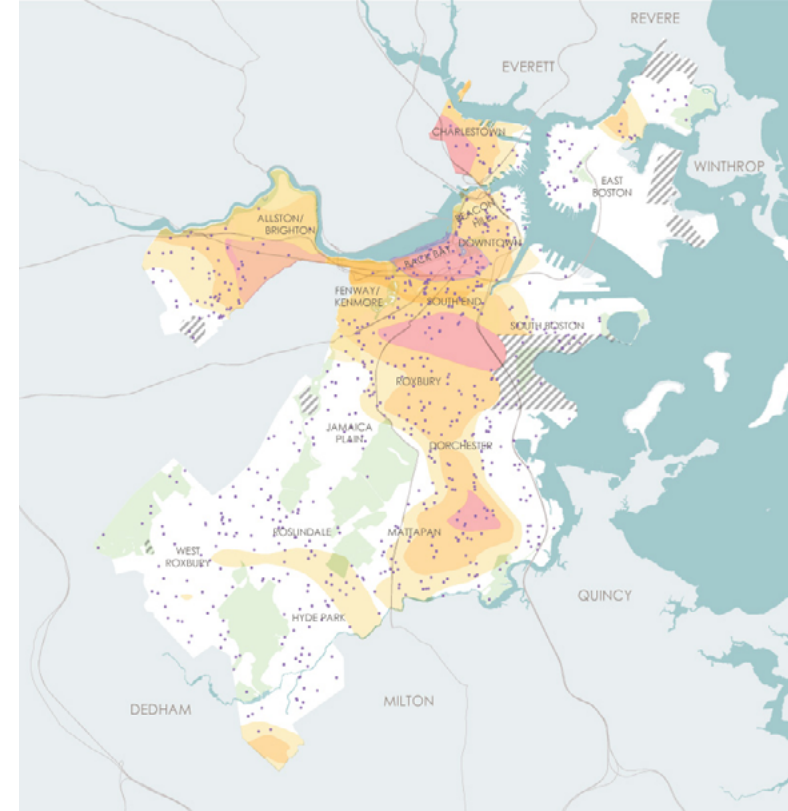 REVERE
EVERETT
CHARLESTOWN
WINTHROP
EAST
BOSTON
BEACON
HILL
ALLSTON/
BRIGHTON
DOWNTOWN
BACK BAY
FENWAY/
KENMORE
SOUTH END
SOUTH BOSTON
ROXBURY
JAMAICA
PLAIN
DORCHESTER
ROSLINDALE
MATTAPAN
WEST
ROXBURY
QUINCY
HYDE PARK
MILTON
DEDHAM